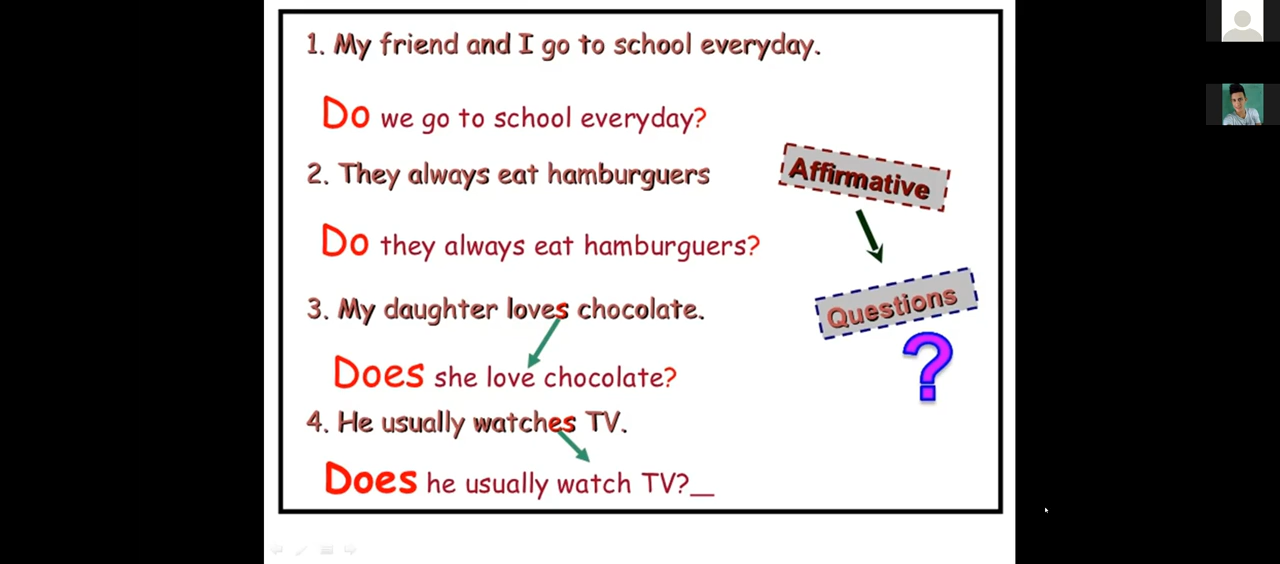 1. My friend and I go to school everyday.
Do we go to school everyday?
2. They always eat hamburguers
Do they always eat hamburguers?
3. My daughter loves chocolate.
Does she love chocolate?
4. He usually watches TV.
Does he usually watch TV?__
Affirmative
Questions
?